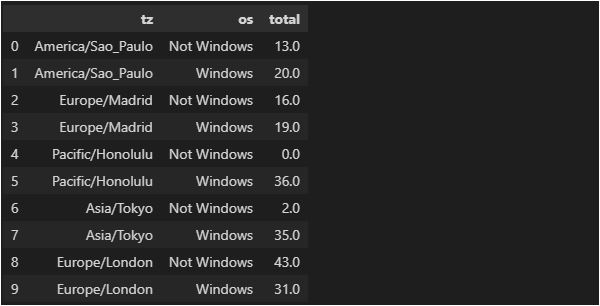 tz os total
0 America/Sao_Paulo Not Windows 13.0
1 America/Sao_Paulo Windows 20.0
2 Europe/Madrid Not Windows 16.0
3 Europe/Madrid Windows 19.0
4 Pacific/Honolulu Not Windows 0.0
5 Pacific/Honolulu Windows 36.0
6 Asia/Tokyo Not Windows 2.0
7 Asia/Tokyo Windows 35.0
8 Europe/London Not Windows 43.0
9 Europe/London Windows 31.0